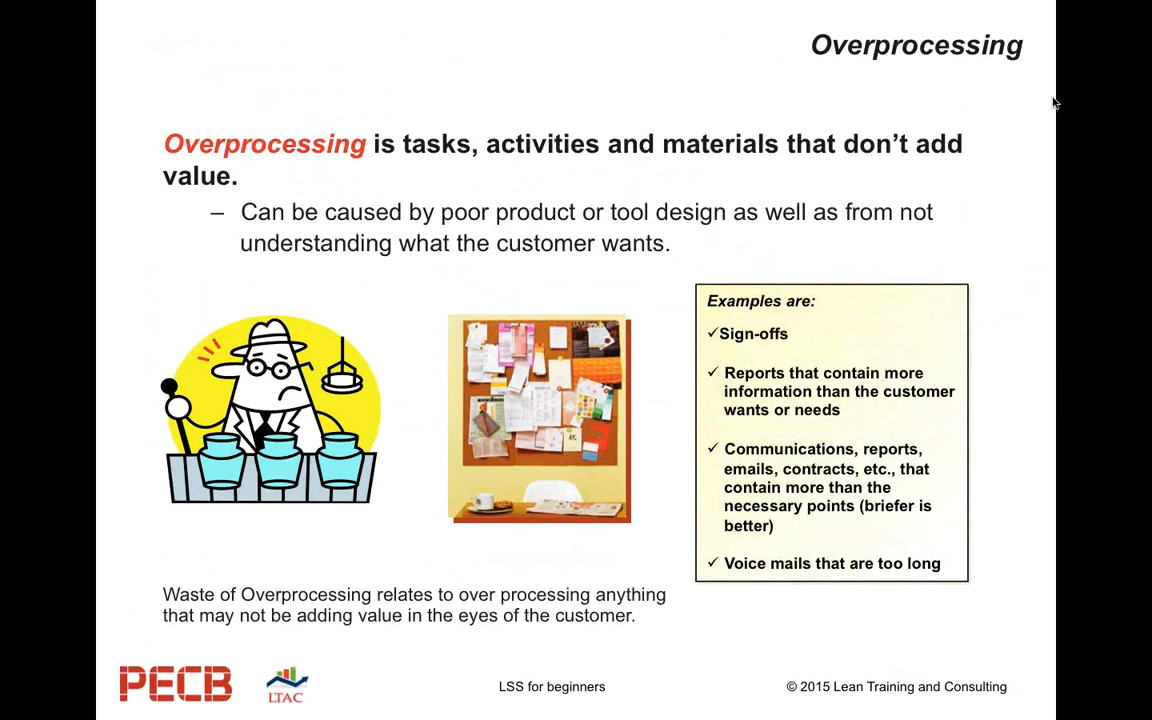 Overprocessing
Overprocessing is tasks, activities and materials that don’t add
value.
– Can be caused by poor product or tool design as well as from not
understanding what the customer wants.
Examples are:
✓Sign-offs
✓ Reports that contain more
information than the customer
wants or needs
✓ Communications, reports,
emails, contracts, etc., that
contain more than the
necessary points (briefer is
better)
✓ Voice mails that are too long
Waste of Overprocessing relates to over processing anything
that may not be adding value in the eyes of the customer.
PECB
LTAC
LSS for beginners
© 2015 Lean Training and Consulting